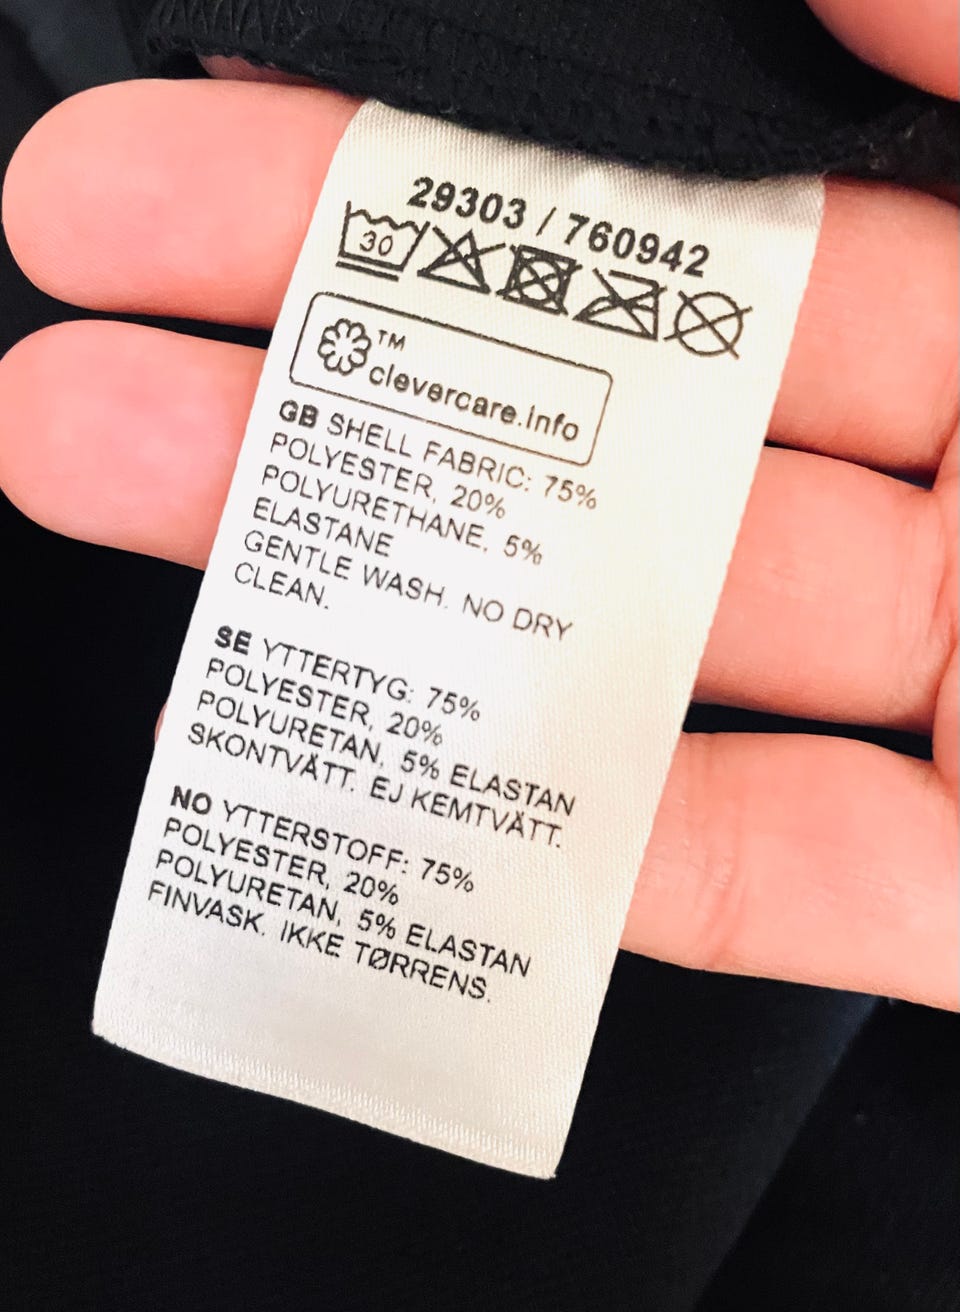 29303 / 760942
30
™
clevercare.info
GB SHELL FABRIC: 75%
POLYESTER, 20%
POLYURETHANE, 5%
ELASTANE
GENTLE WASH. NO DRY
CLEAN.
SE YTTERTYG: 75%
POLYESTER, 20%
POLYURETAN, 5% ELASTAN
SKONTVÄTT. EJ KEMTVÄTT.
NO YTTERSTOFF: 75%
POLYESTER, 20%
POLYURETAN, 5% ELASTAN
FINVASK. IKKE TØRRENS.